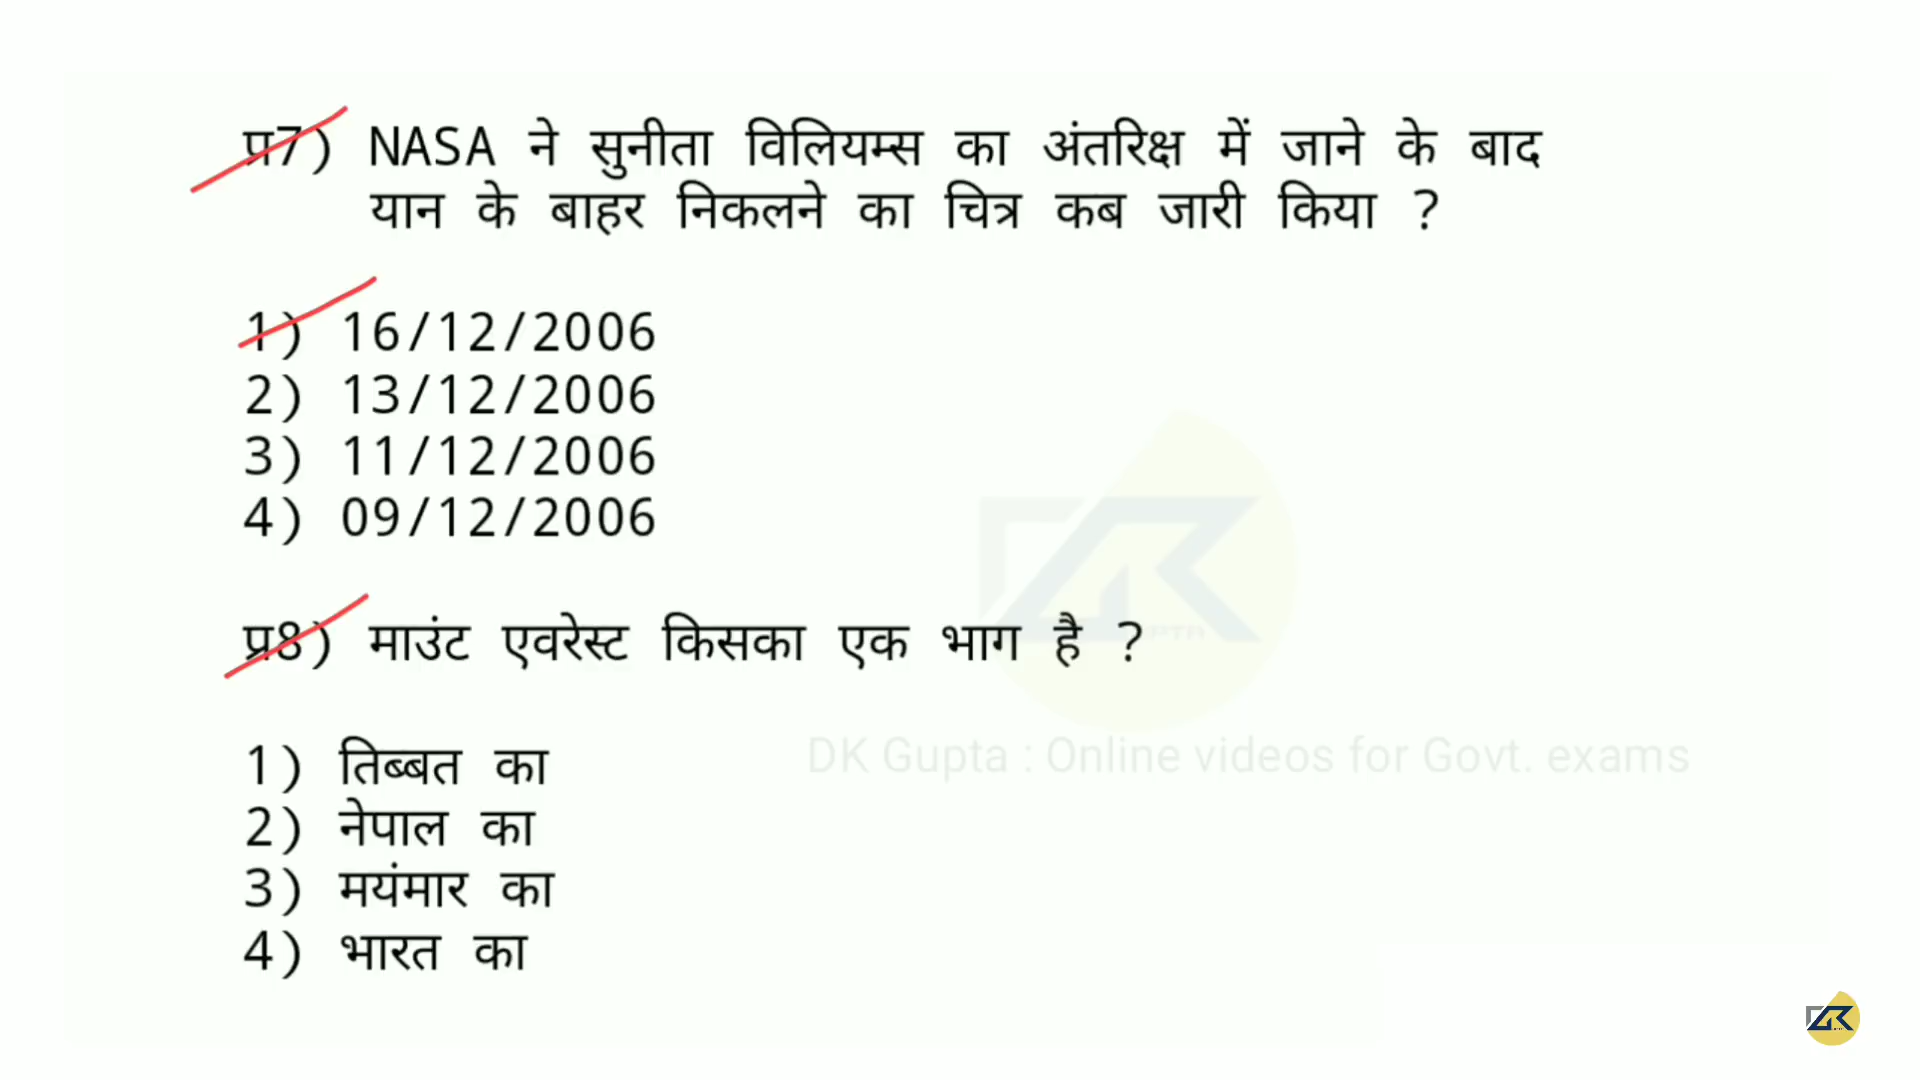 प्र7) NASA ने सुनीता विलियम्स का अंतरिक्ष में जाने के बाद
यान के बाहर निकलने का चित्र कब जारी किया ?
1) 16/12/2006
2) 13/12/2006
3) 11/12/2006
4) 09/12/2006
प्र8) माउंट एवरेस्ट किसका एक भाग है ?
DK Gupta : Online videos for Govt. exams
1) तिब्बत का
2) नेपाल का
3) मयंमार का
4) भारत का